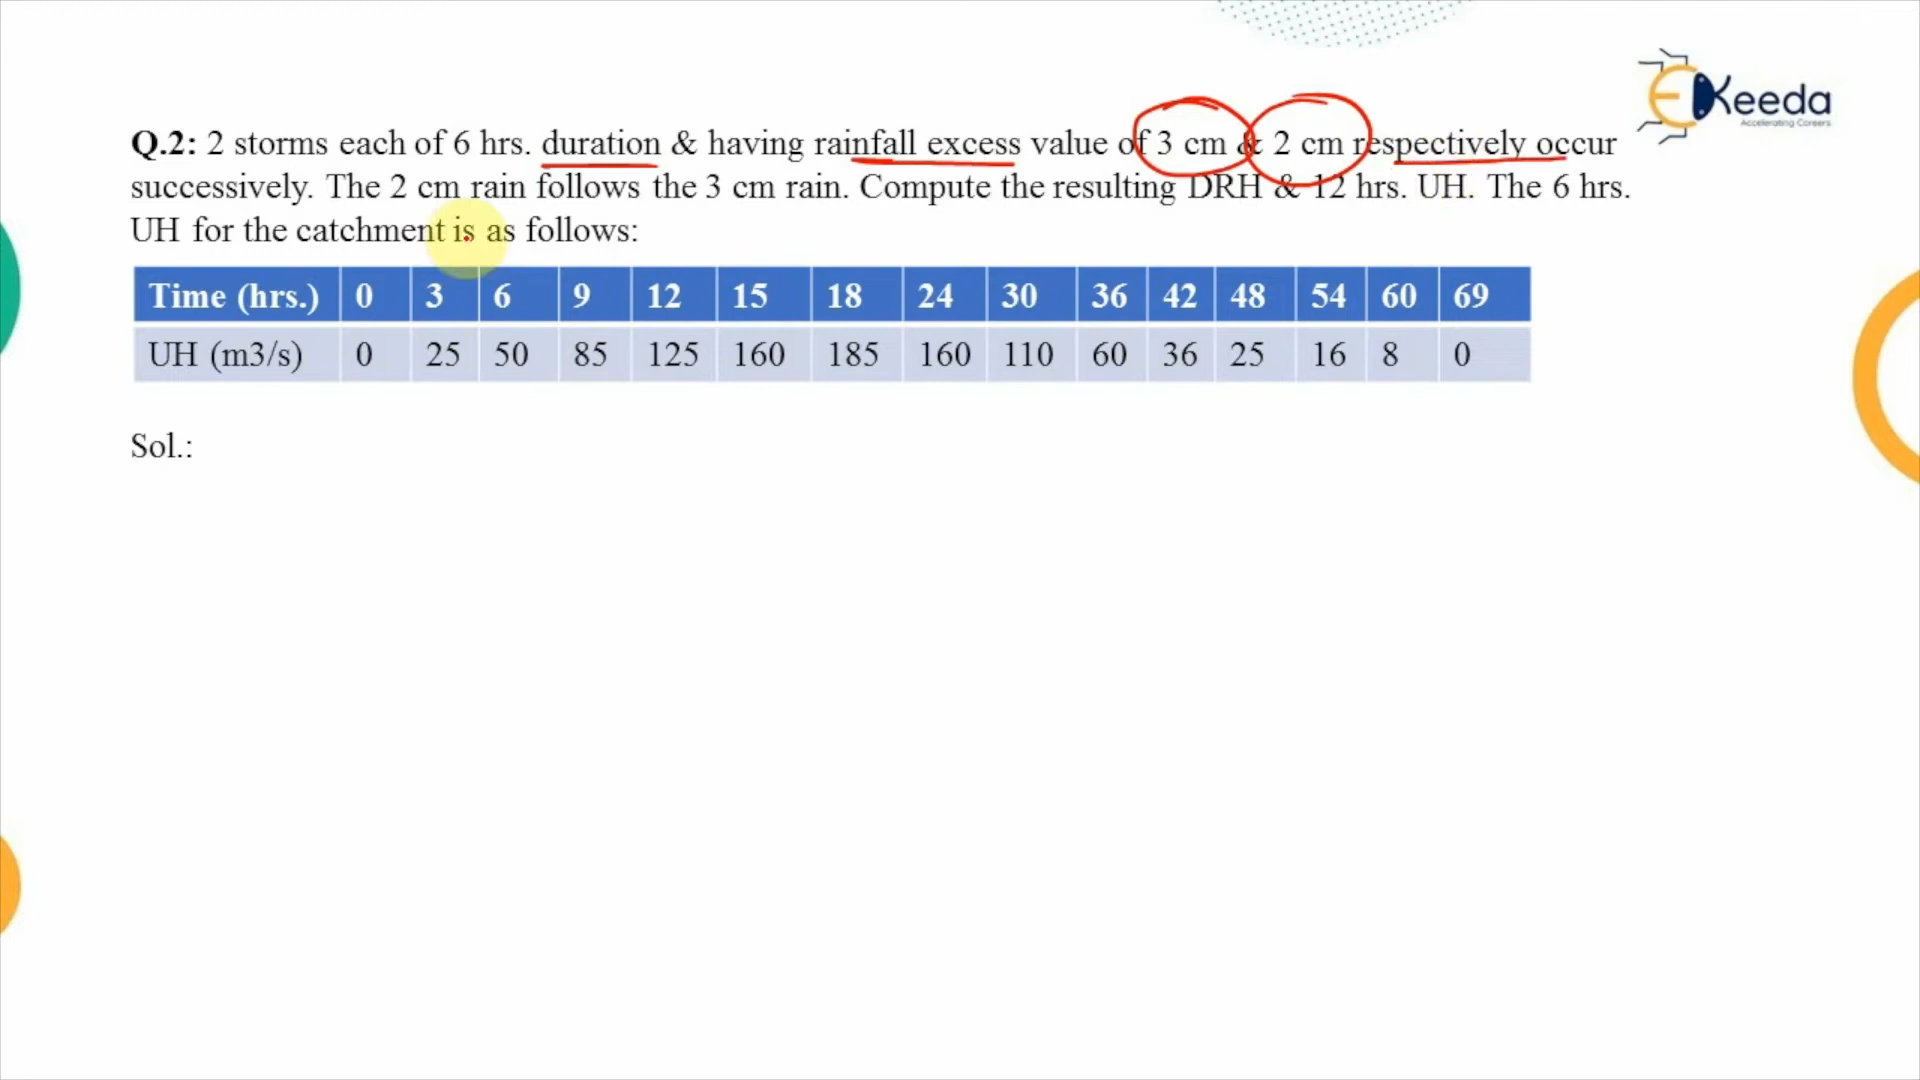 Keeda
Accelerating Careers
Q.2: 2 storms each of 6 hrs. duration & having rainfall excess value of 3 cm & 2 cm respectively occur
successively. The 2 cm rain follows the 3 cm rain. Compute the resulting DRH & 12 hrs. UH. The 6 hrs.
UH for the catchment is as follows:
Time (hrs.) 0 3 6 9 12 15 18 24 30 36 42 48 54 60 69
UH (m3/s) 0 25 50 85 125 160 185 160 110 60 36 25 16 8 0
Sol.: